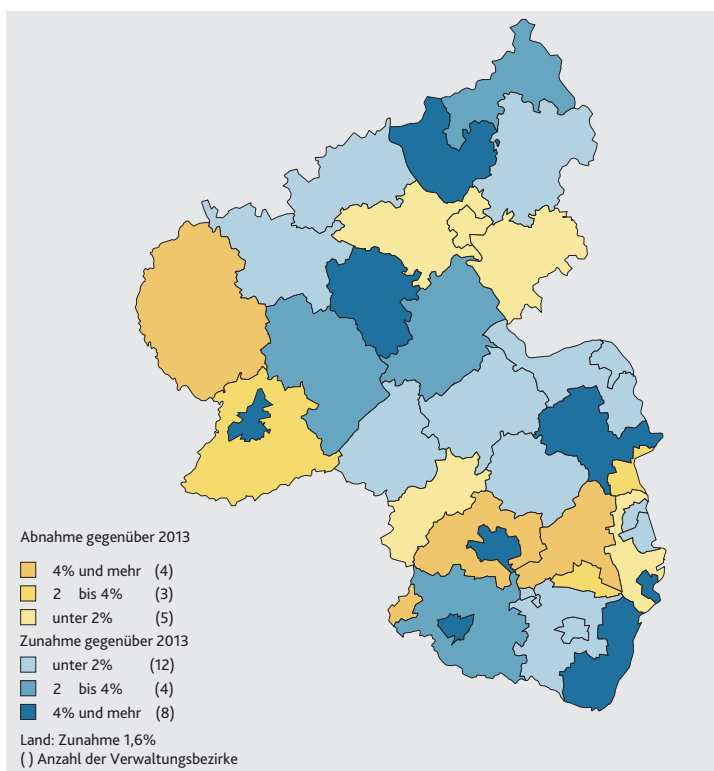 Abnahme gegenüber 2013
4% und mehr (4)
2 bis 4% (3)
unter 2% (5)
Zunahme gegenüber 2013
unter 2% (12)
2 bis 4% (4)
4% und mehr (8)
Land: Zunahme 1,6%
( ) Anzahl der Verwaltungsbezirke